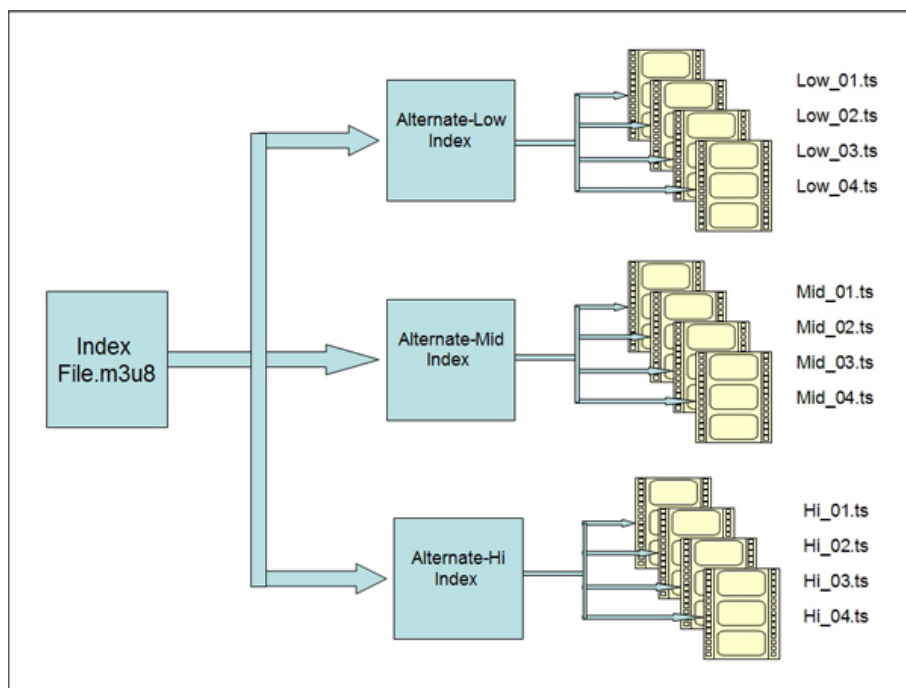 Alternate-Low
Index
Low_01.ts
Low_02.ts
Low_03.ts
Low_04.ts
Index
File.m3u8
Alternate-Mid
Index
Mid_01.ts
Mid_02.ts
Mid_03.ts
Mid_04.ts
Alternate-Hi
Index
Hi_01.ts
Hi_02.ts
Hi_03.ts
Hi_04.ts